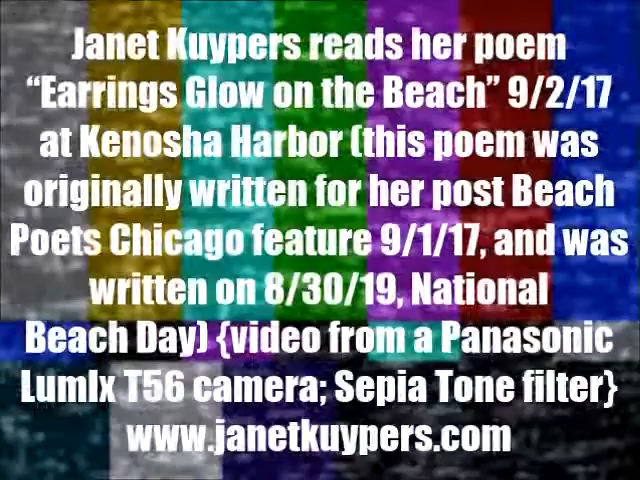 Janet Kuypers reads her poem
“Earrings Glow on the Beach” 9/2/17
at Kenosha Harbor (this poem was
originally written for her post Beach
Poets Chicago feature 9/1/17, and was
written on 8/30/19, National
Beach Day) {video from a Panasonic
LumIx T56 camera; Sepia Tone filter}
www.janetkuypers.com